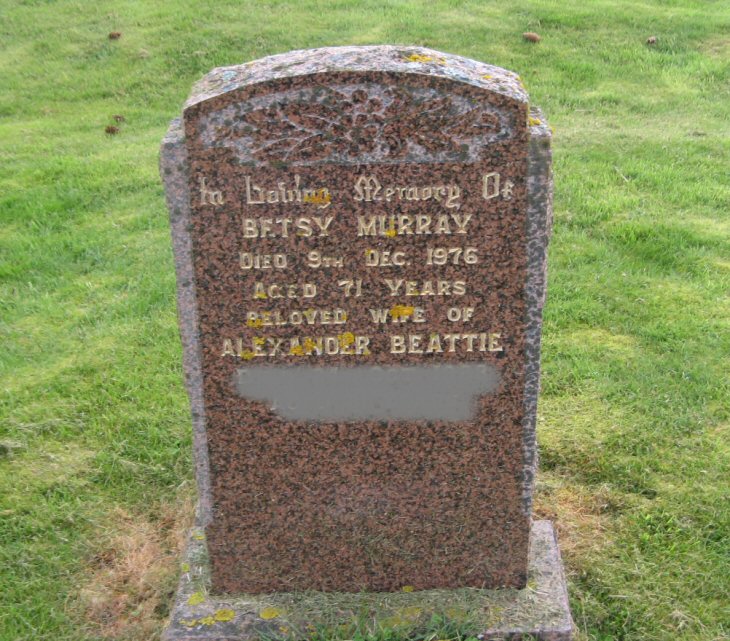 In Loving Memory Of
BETSY MURRAY
DIED 9TH DEC. 1976
AGED 71 YEARS
BELOVED WIFE OF
ALEXANDER BEATTIE